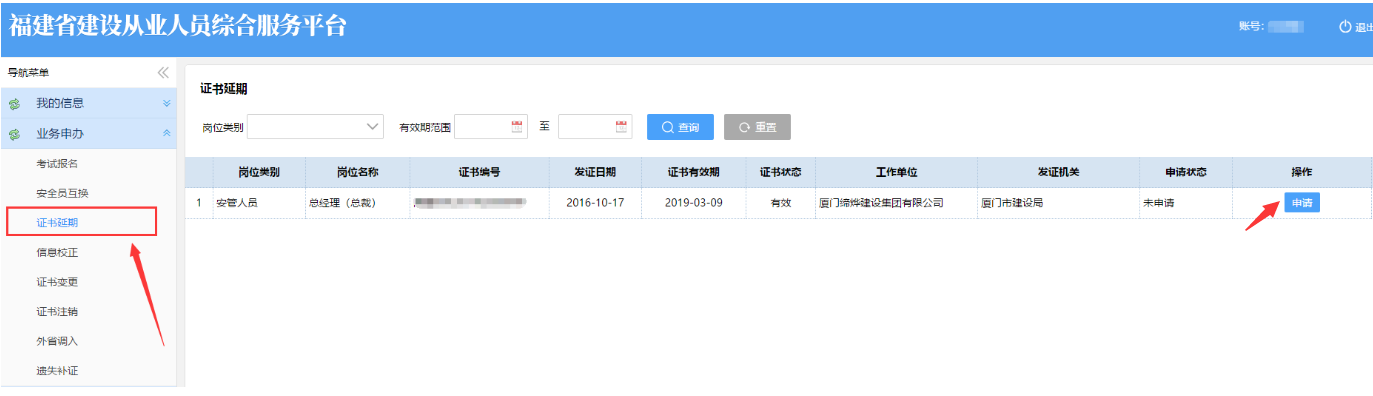 福建省建设从业人员综合服务平台
账号: 退出
导航菜单
我的信息
业务申办
考试报名
安全员互换
证书延期
信息校正
证书变更
证书注销
外省调入
遗失补证
证书延期
岗位类别 有效期范围 至 查询 重置
岗位类别 岗位名称 证书编号 发证日期 证书有效期 证书状态 工作单位 发证机关 申请状态 操作
1 安管人员 总经理（总裁） 2016-10-17 2019-03-09 有效 厦门缔烨建设集团有限公司 厦门市建设局 未申请 申请